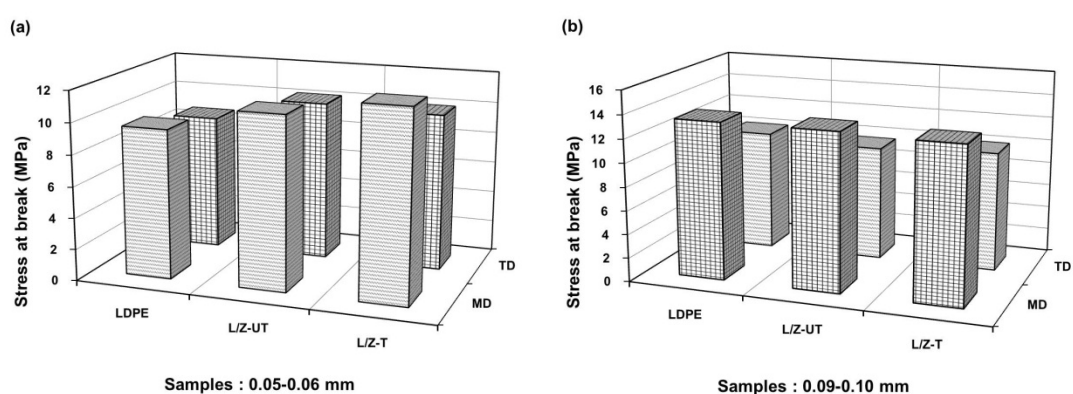 (a)
Stress at break (MPa)
12
10
8
6
4
2
0
LDPE
L/Z-UT
L/Z-T
MD
TD
Samples : 0.05-0.06 mm
(b)
Stress at break (MPa)
16
14
12
10
8
6
4
2
0
LDPE
L/Z-UT
L/Z-T
MD
TD
Samples : 0.09-0.10 mm